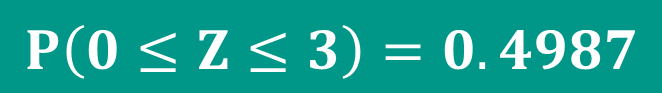 P(0 ≤ Z ≤ 3) = 0.4987